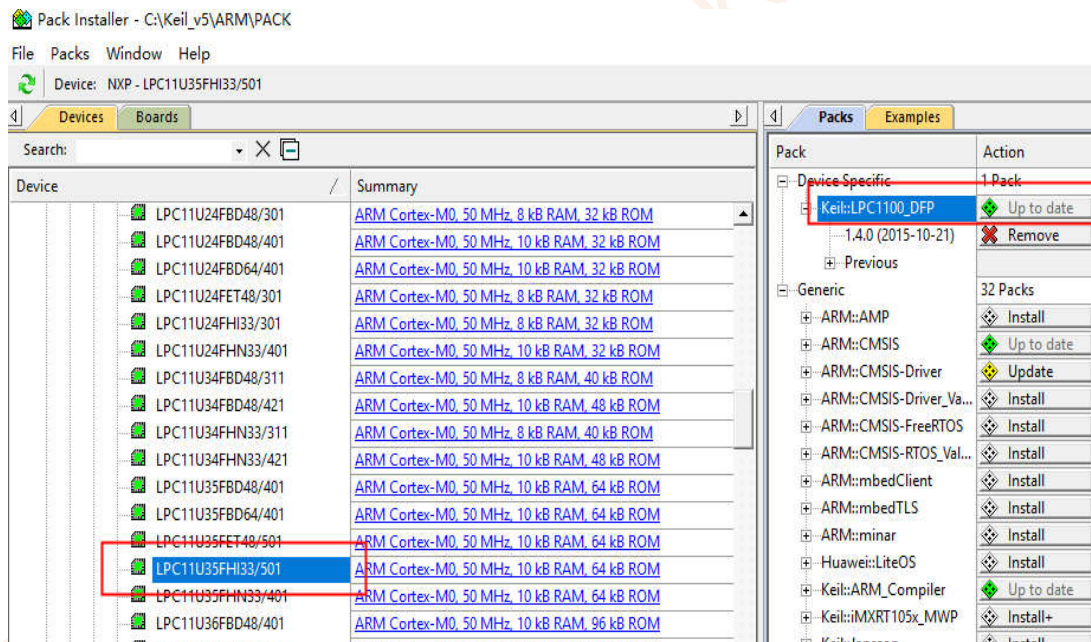 Pack Installer - C:\Keil_v5\ARM\PACK
File Packs Window Help
Device: NXP - LPC11U35FHI33/501
Devices Boards
Search:
Device / Summary
LPC11U24FBD48/301 ARM Cortex-M0, 50 MHz, 8 kB RAM, 32 kB ROM
LPC11U24FBD48/401 ARM Cortex-M0, 50 MHz, 10 kB RAM, 32 kB ROM
LPC11U24FBD64/401 ARM Cortex-M0, 50 MHz, 10 kB RAM, 32 kB ROM
LPC11U24FET48/301 ARM Cortex-M0, 50 MHz, 8 kB RAM, 32 kB ROM
LPC11U24FHI33/301 ARM Cortex-M0, 50 MHz, 8 kB RAM, 32 kB ROM
LPC11U24FHN33/401 ARM Cortex-M0, 50 MHz, 10 kB RAM, 32 kB ROM
LPC11U34FBD48/311 ARM Cortex-M0, 50 MHz, 8 kB RAM, 40 kB ROM
LPC11U34FBD48/421 ARM Cortex-M0, 50 MHz, 10 kB RAM, 48 kB ROM
LPC11U34FHN33/311 ARM Cortex-M0, 50 MHz, 8 kB RAM, 40 kB ROM
LPC11U34FHN33/421 ARM Cortex-M0, 50 MHz, 10 kB RAM, 48 kB ROM
LPC11U35FBD48/401 ARM Cortex-M0, 50 MHz, 10 kB RAM, 64 kB ROM
LPC11U35FBD64/401 ARM Cortex-M0, 50 MHz, 10 kB RAM, 64 kB ROM
LPC11U35FET48/501 ARM Cortex-M0, 50 MHz, 10 kB RAM, 64 kB ROM
LPC11U35FHI33/501 ARM Cortex-M0, 50 MHz, 10 kB RAM, 64 kB ROM
LPC11U35FHN33/401 ARM Cortex-M0, 50 MHz, 10 kB RAM, 64 kB ROM
LPC11U36FBD48/401 ARM Cortex-M0, 50 MHz, 10 kB RAM, 96 kB ROM
Packs Examples
Pack Action
Device Specific 1 Pack
Keil::LPC1100_DFP Up to date
1.4.0 (2015-10-21) Remove
Previous
Generic 32 Packs
ARM::AMP Install
ARM::CMSIS Up to date
ARM::CMSIS-Driver Update
ARM::CMSIS-Driver_Va... Install
ARM::CMSIS-FreeRTOS Install
ARM::CMSIS-RTOS_Val... Install
ARM::mbedClient Install
ARM::mbedTLS Install
ARM::minar Install
Huawei::LiteOS Install
Keil::ARM_Compiler Up to date
Keil::iMXRT105x_MWP Install+